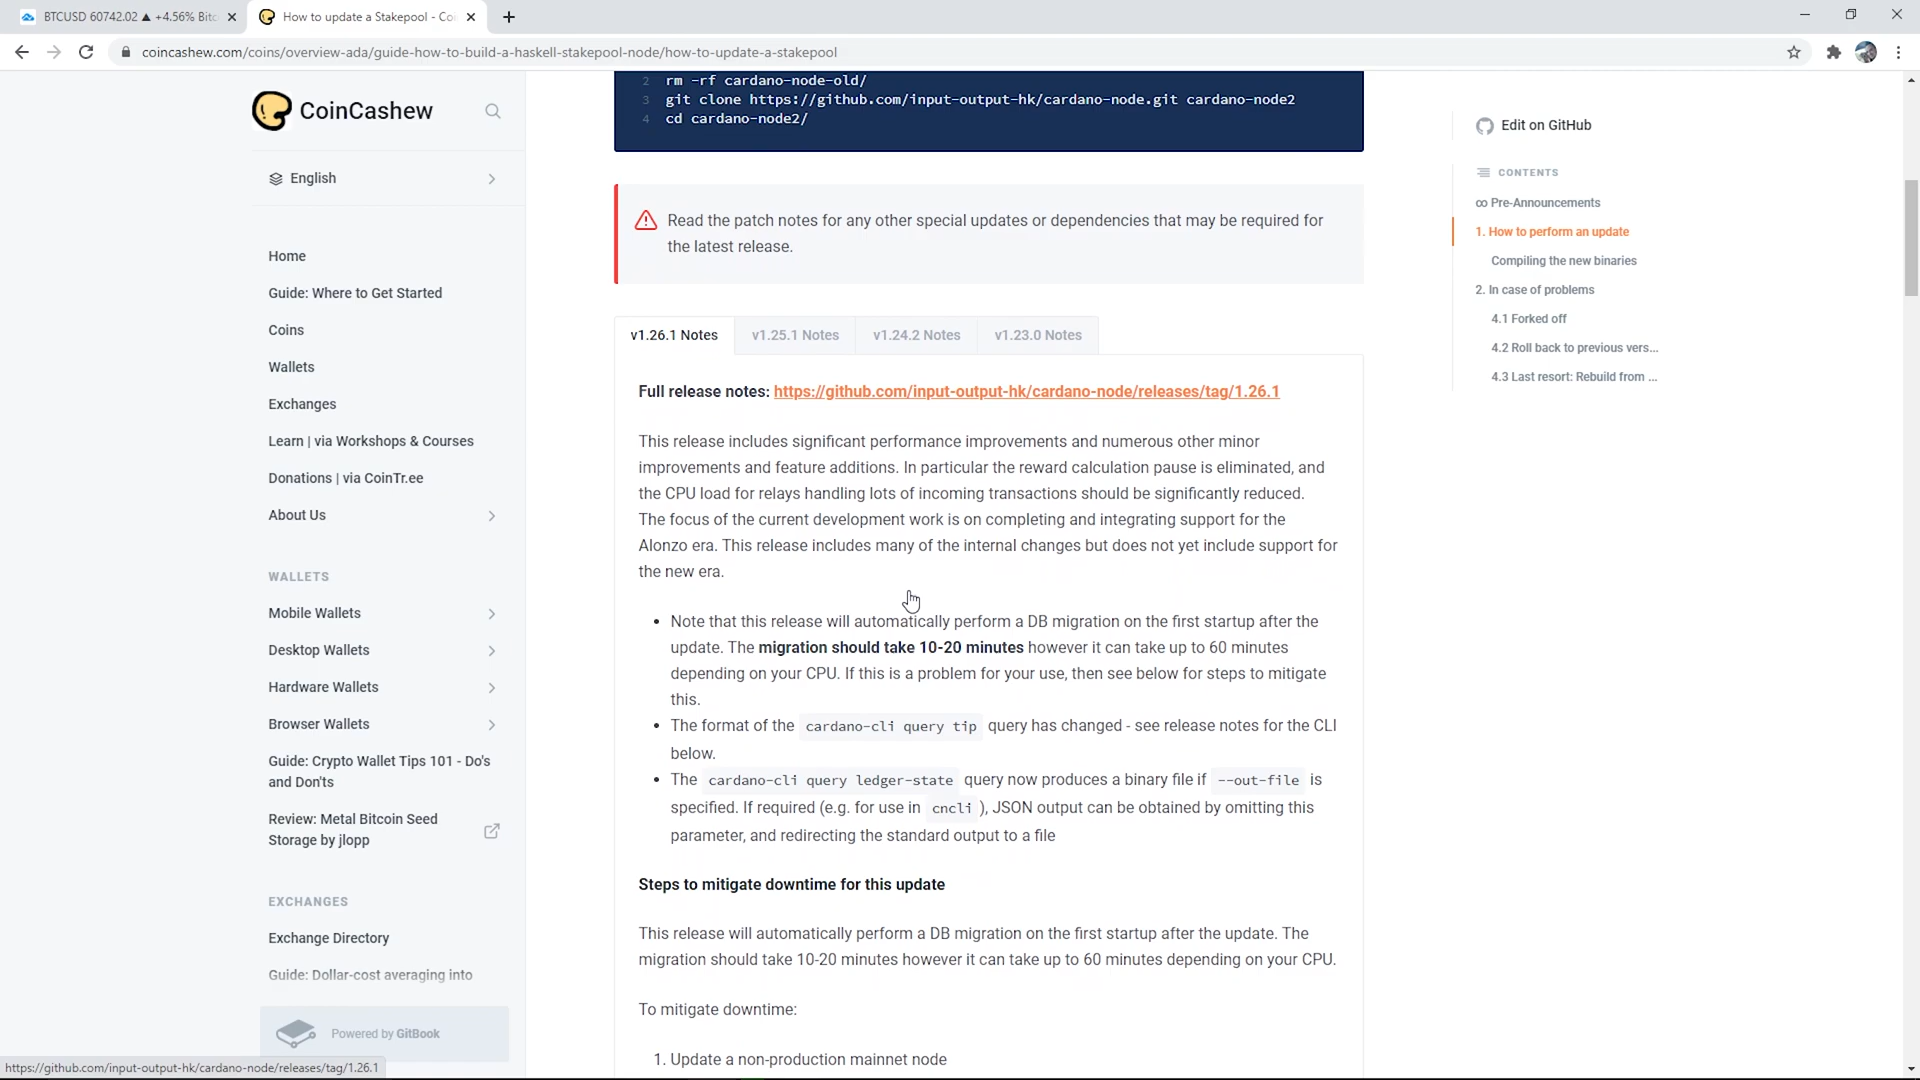 BTCUSD 60742.02 ▲ +4.56% Bitc
How to update a Stakepool - Co
coincashew.com/coins/overview-ada/guide-how-to-build-a-haskell-stakepool-node/how-to-update-a-stakepool
CoinCashew
English
Home
Guide: Where to Get Started
Coins
Wallets
Exchanges
Learn | via Workshops & Courses
Donations | via CoinTr.ee
About Us
WALLETS
Mobile Wallets
Desktop Wallets
Hardware Wallets
Browser Wallets
Guide: Crypto Wallet Tips 101 - Do's
and Don'ts
Review: Metal Bitcoin Seed
Storage by jlopp
EXCHANGES
Exchange Directory
Guide: Dollar-cost averaging into
Powered by GitBook
https://github.com/input-output-hk/cardano-node/releases/tag/1.26.1
2 rm -rf cardano-node-old/
3 git clone https://github.com/input-output-hk/cardano-node.git cardano-node2
4 cd cardano-node2/
Read the patch notes for any other special updates or dependencies that may be required for
the latest release.
v1.26.1 Notes v1.25.1 Notes v1.24.2 Notes v1.23.0 Notes
Full release notes: https://github.com/input-output-hk/cardano-node/releases/tag/1.26.1
This release includes significant performance improvements and numerous other minor
improvements and feature additions. In particular the reward calculation pause is eliminated, and
the CPU load for relays handling lots of incoming transactions should be significantly reduced.
The focus of the current development work is on completing and integrating support for the
Alonzo era. This release includes many of the internal changes but does not yet include support for
the new era.
• Note that this release will automatically perform a DB migration on the first startup after the
update. The migration should take 10-20 minutes however it can take up to 60 minutes
depending on your CPU. If this is a problem for your use, then see below for steps to mitigate
this.
• The format of the cardano-cli query tip query has changed - see release notes for the CLI
below.
• The cardano-cli query ledger-state query now produces a binary file if --out-file is
specified. If required (e.g. for use in cncli ), JSON output can be obtained by omitting this
parameter, and redirecting the standard output to a file
Steps to mitigate downtime for this update
This release will automatically perform a DB migration on the first startup after the update. The
migration should take 10-20 minutes however it can take up to 60 minutes depending on your CPU.
To mitigate downtime:
1. Update a non-production mainnet node
Edit on GitHub
CONTENTS
∞ Pre-Announcements
1. How to perform an update
Compiling the new binaries
2. In case of problems
4.1 Forked off
4.2 Roll back to previous vers...
4.3 Last resort: Rebuild from ...